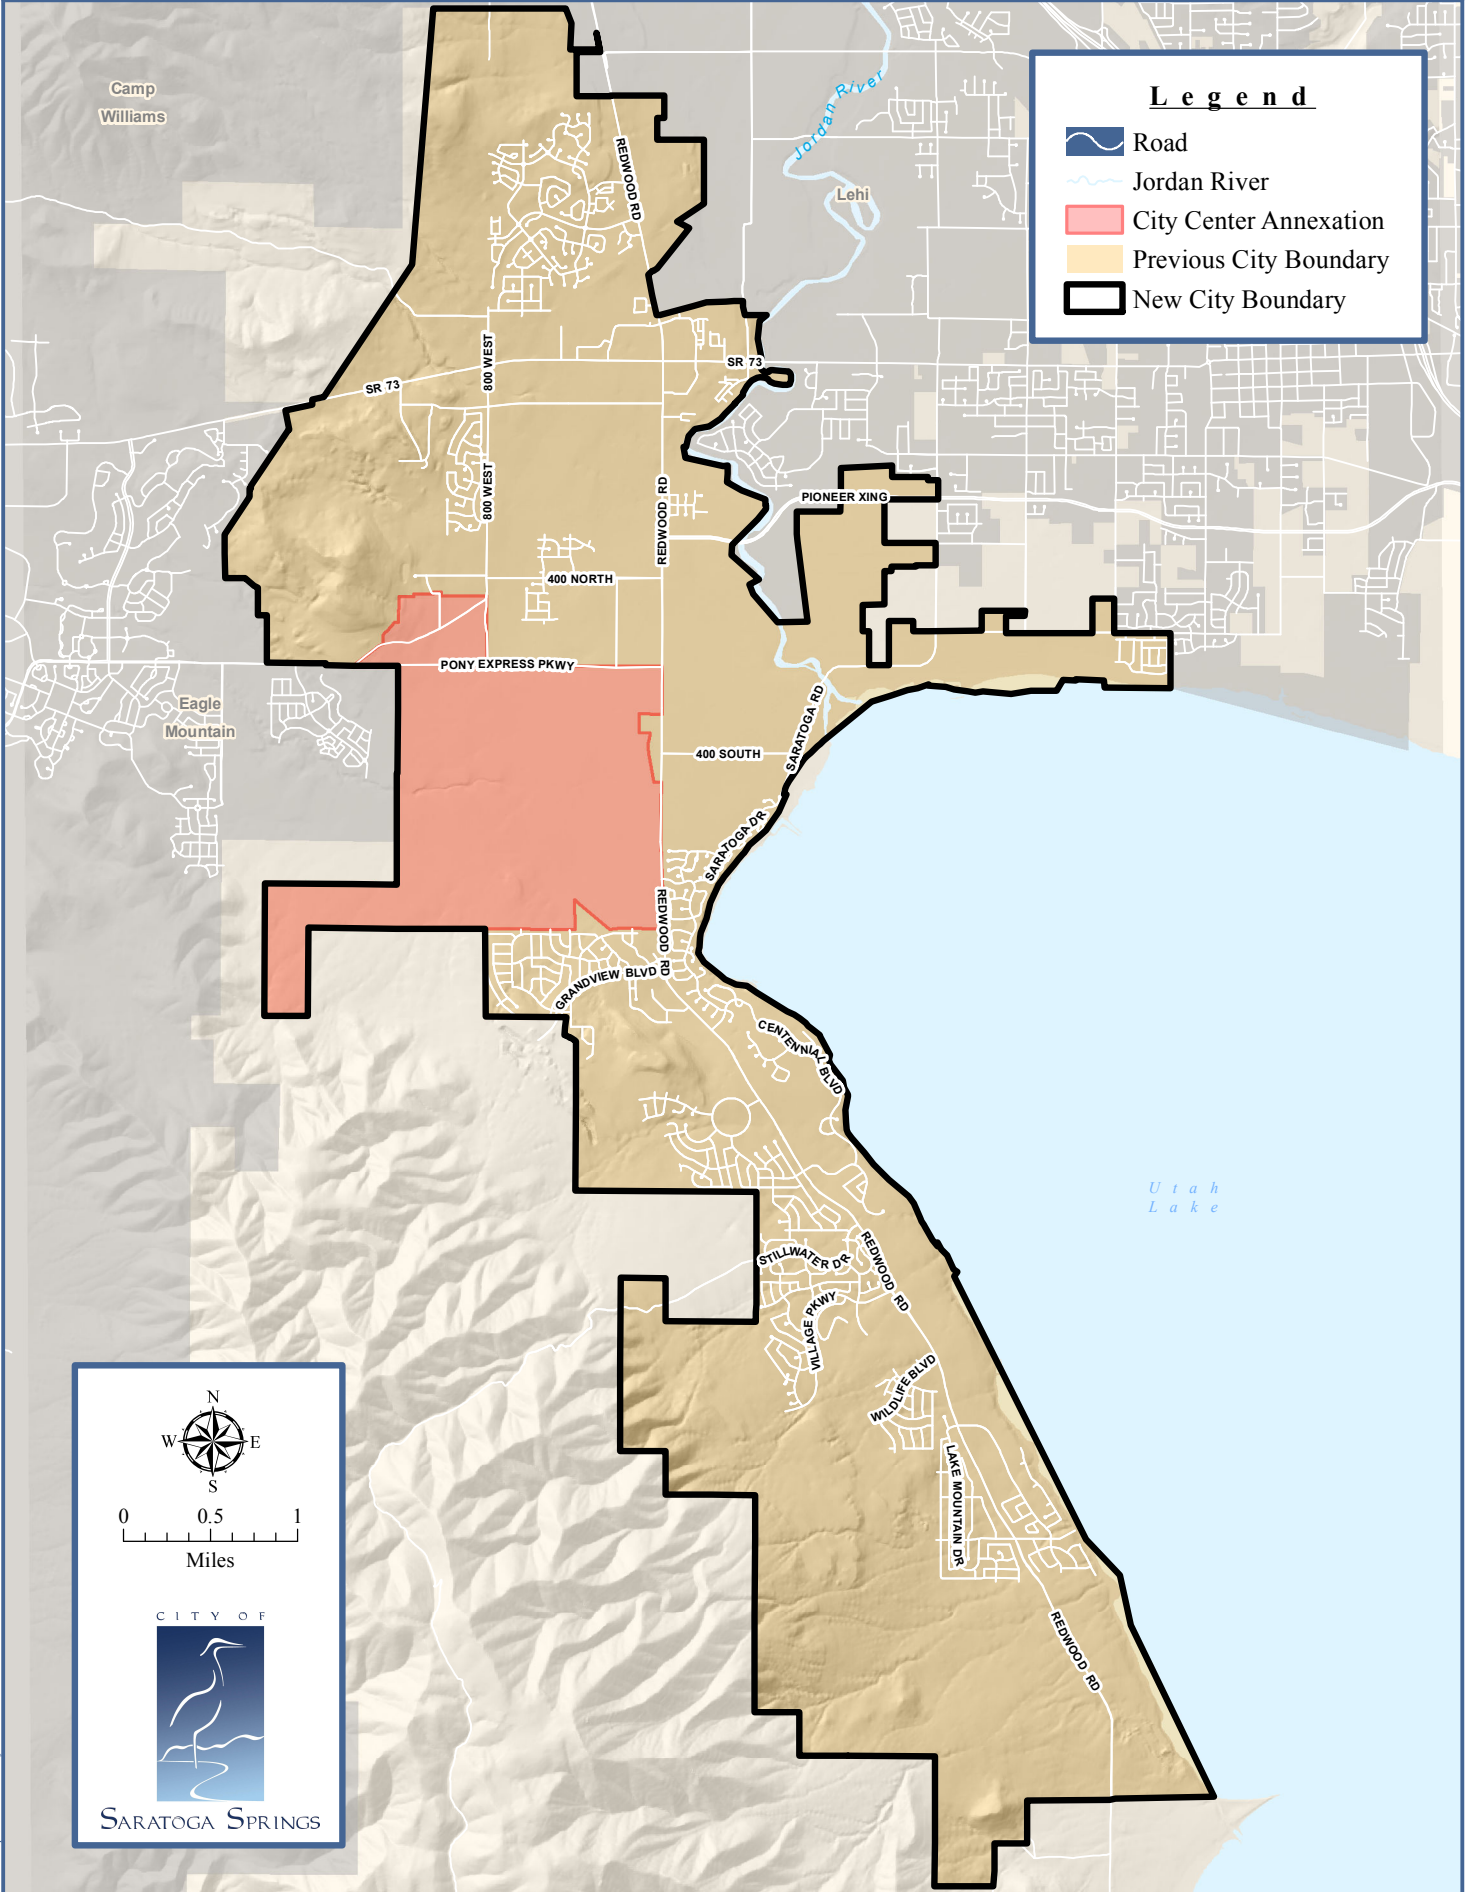 Camp
Williams
Jordan River
Lehi
Legend
Road
Jordan River
City Center Annexation
Previous City Boundary
New City Boundary
REDWOOD RD
800 WEST
SR 73
SR 73
800 WEST
REDWOOD RD
PIONEER XING
400 NORTH
PONY EXPRESS PKWY
Eagle
Mountain
SARATOGA RD
400 SOUTH
SARATOGA DR
REDWOOD RD
GRANDVIEW BLVD
CENTENNIAL BLVD
Utah
Lake
STILLWATER DR
REDWOOD RD
VILLAGE PKWY
WILDLIFE BLVD
LAKE MOUNTAIN DR
REDWOOD RD
N
W E
S
0 0.5 1
Miles
CITY OF
SARATOGA SPRINGS